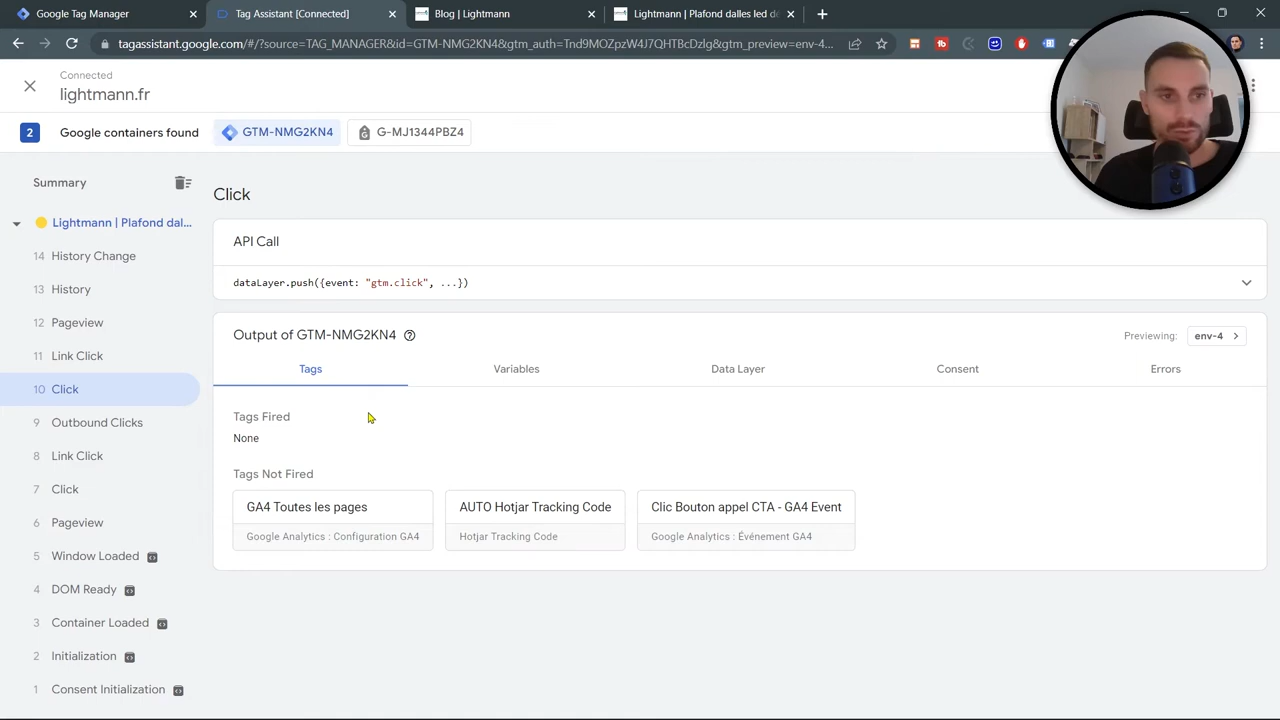 Google Tag Manager
Tag Assistant [Connected]
Blog | Lightmann
Lightmann | Plafond dalles led de
tagassistant.google.com/#/?source=TAG_MANAGER&id=GTM-NMG2KN4&gtm_auth=Tnd9MOZpzW4J7QHTBcDzlg&gtm_preview=env-4...
Connected
lightmann.fr
2
Google containers found
GTM-NMG2KN4
G-MJ1344PBZ4
Summary
Lightmann | Plafond dal...
14 History Change
13 History
12 Pageview
11 Link Click
10 Click
9 Outbound Clicks
8 Link Click
7 Click
6 Pageview
5 Window Loaded
4 DOM Ready
3 Container Loaded
2 Initialization
1 Consent Initialization
Click
API Call
dataLayer.push({event: "gtm.click", ...})
Output of GTM-NMG2KN4
Previewing: env-4
Tags
Variables
Data Layer
Consent
Errors
Tags Fired
None
Tags Not Fired
GA4 Toutes les pages
Google Analytics : Configuration GA4
AUTO Hotjar Tracking Code
Hotjar Tracking Code
Clic Bouton appel CTA - GA4 Event
Google Analytics : Événement GA4